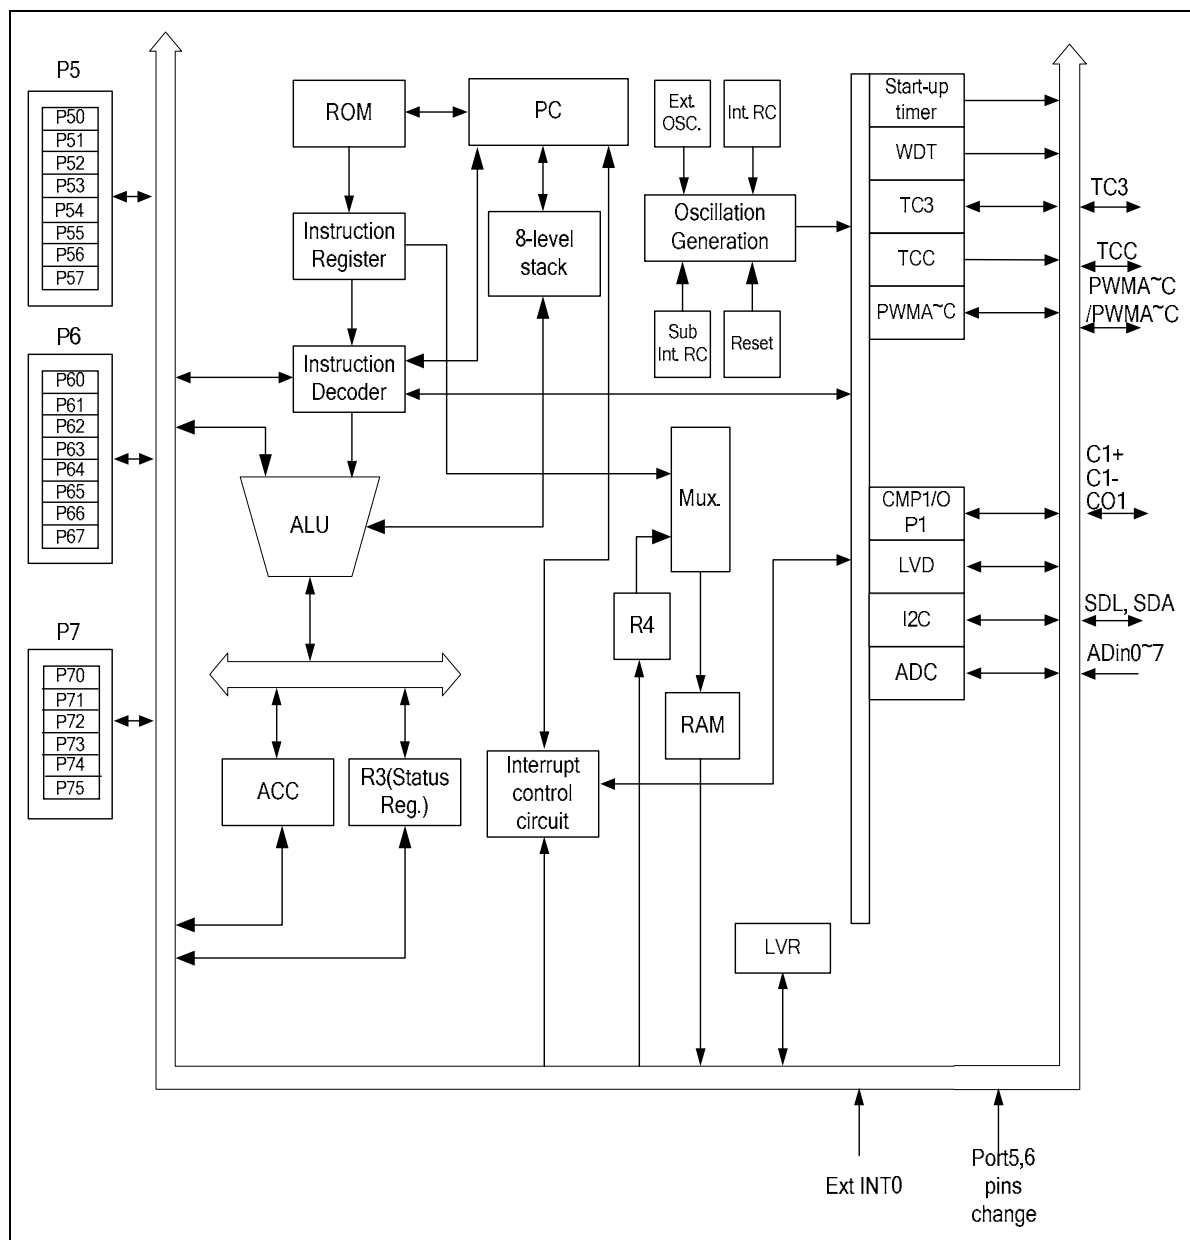 P5
P50
P51
P52
P53
P54
P55
P56
P57
P6
P60
P61
P62
P63
P64
P65
P66
P67
P7
P70
P71
P72
P73
P74
P75
ROM
PC
Instruction
Register
8-level
stack
Instruction
Decoder
ALU
ACC
R3(Status
Reg.)
Ext.
OSC.
Int. RC
Oscillation
Generation
Sub
Int. RC
Reset
Mux.
R4
RAM
Interrupt
control
circuit
LVR
Start-up
timer
WDT
TC3
TCC
PWMA~C
CMP1/O
P1
LVD
I2C
ADC
TC3
TCC
PWMA~C
/PWMA~C
C1+
C1-
CO1
SDL, SDA
ADin0~7
Ext INT0
Port5,6
pins
change